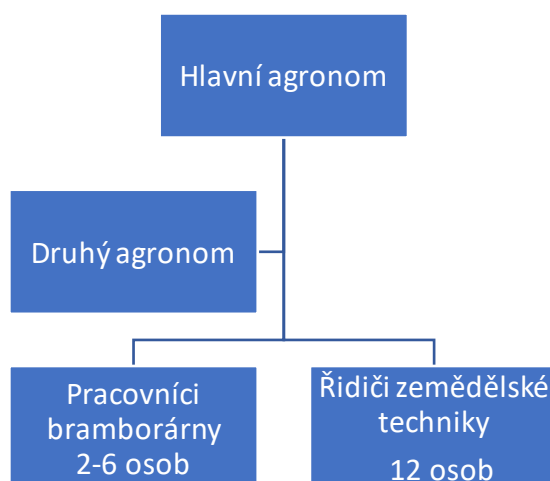 Hlavní agronom
Druhý agronom
Pracovníci
bramborárny
2-6 osob
Řidiči zemědělské
techniky
12 osob